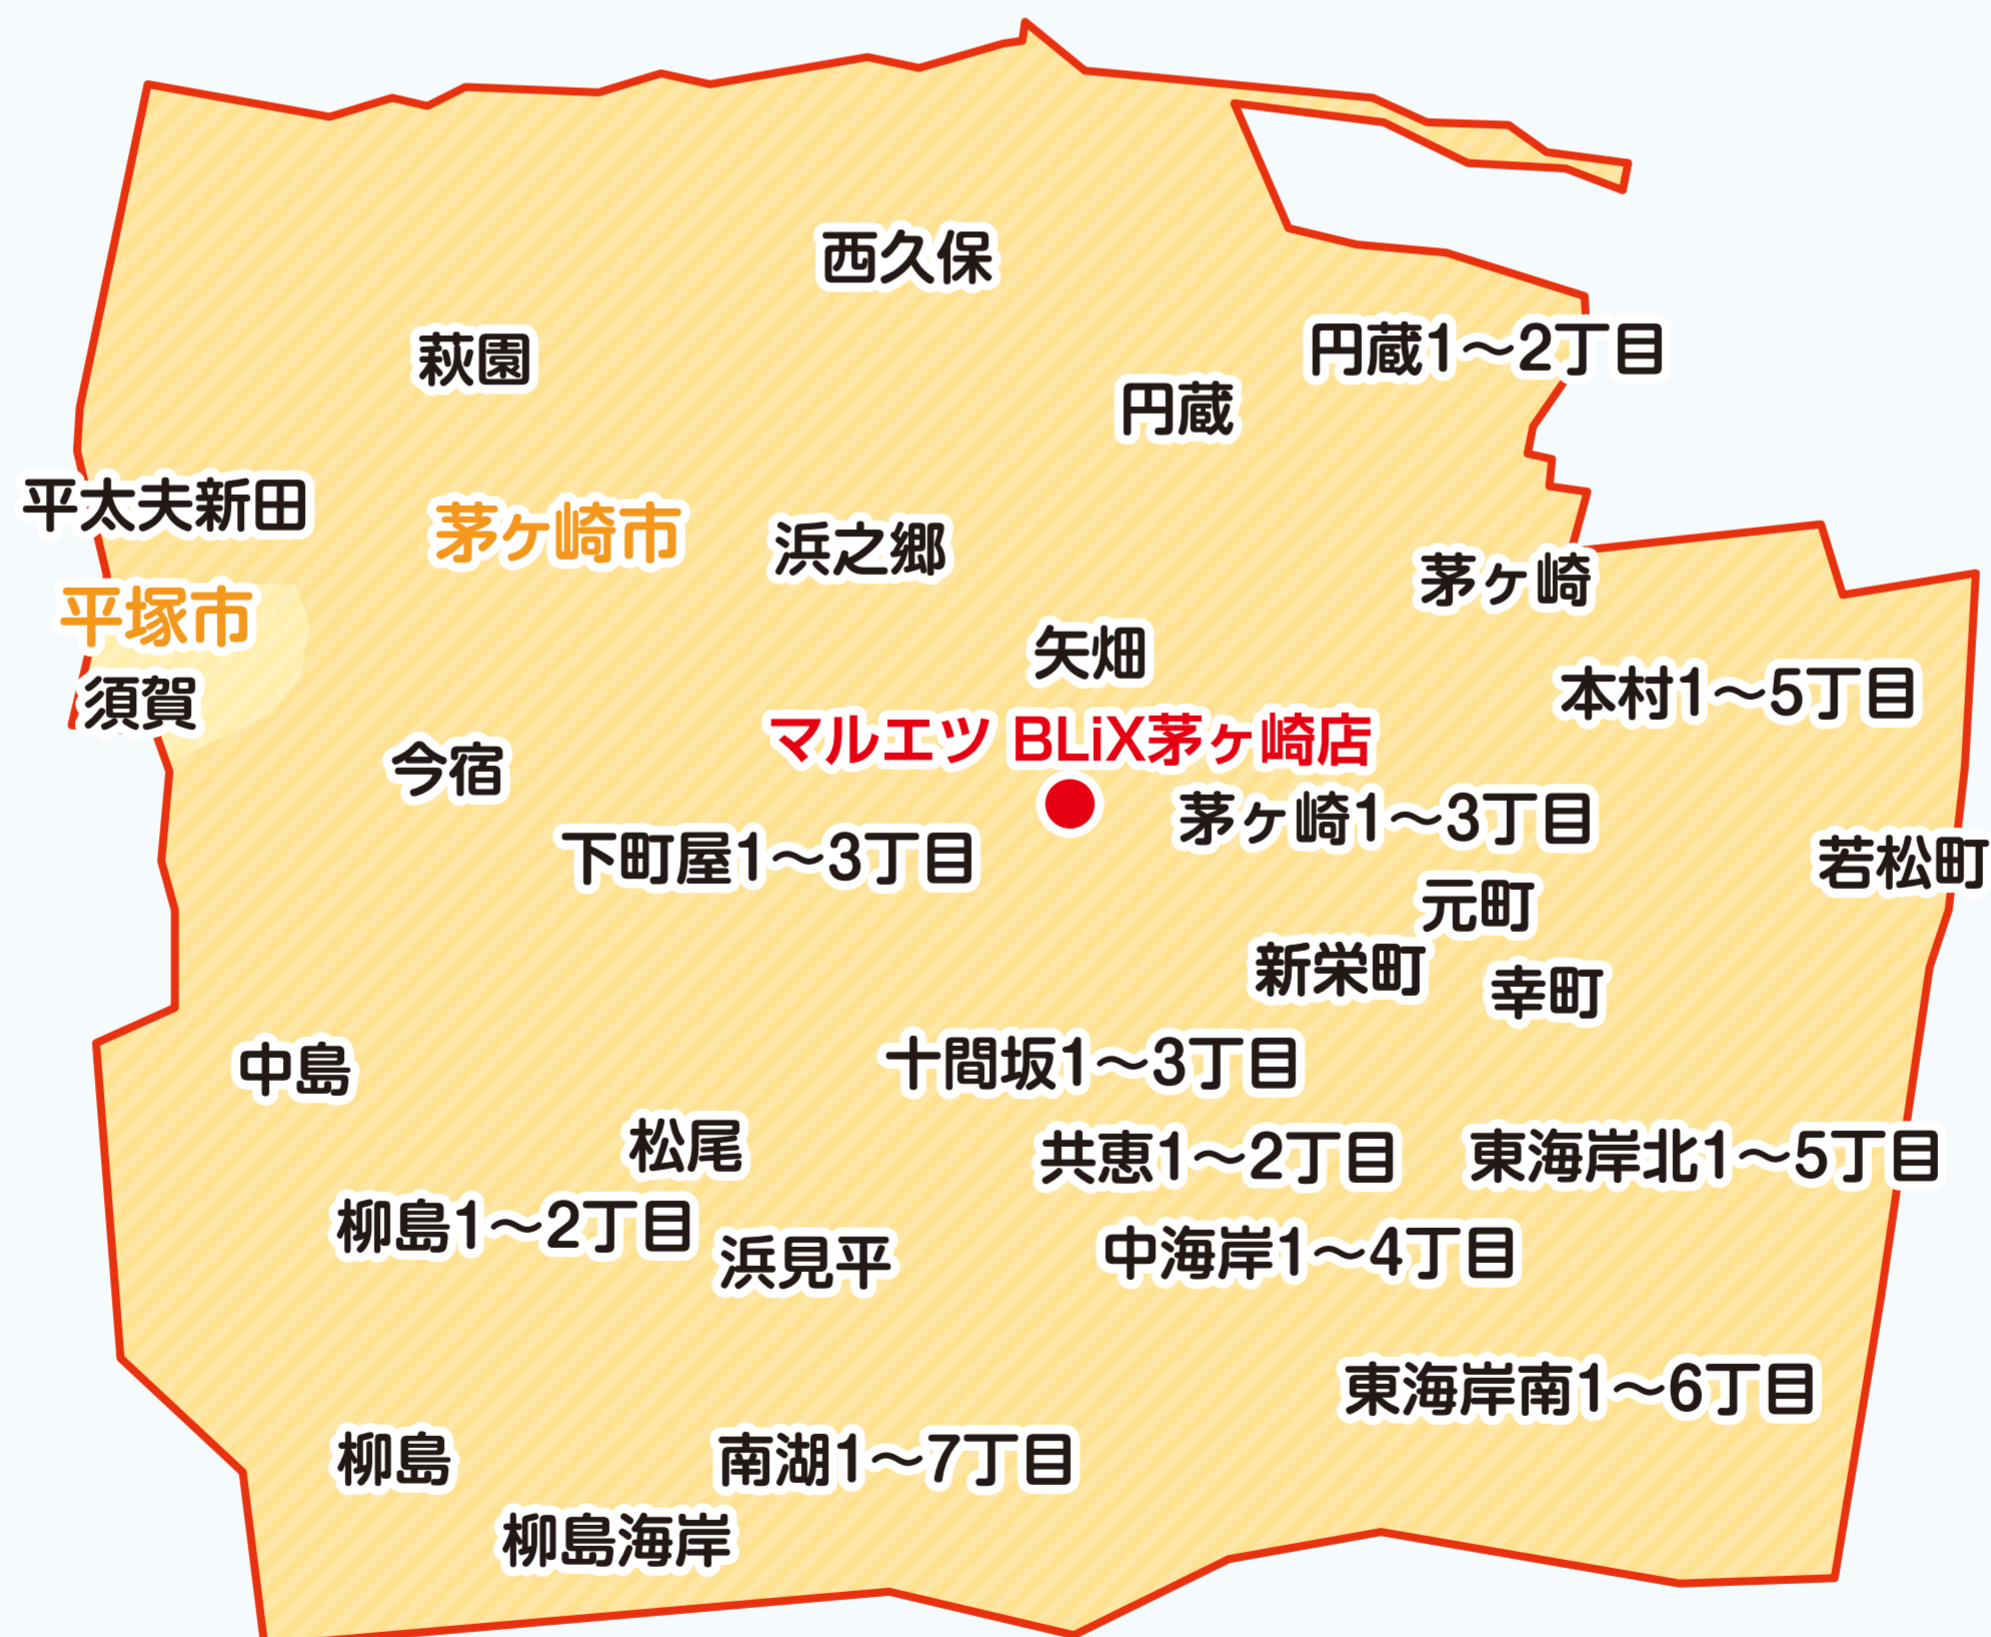 西久保
萩園
円蔵1～2丁目
円蔵
平太夫新田
茅ヶ崎市
浜之郷
茅ヶ崎
平塚市
矢畑
須賀
本村1～5丁目
マルエツ BLiX茅ヶ崎店
今宿
茅ヶ崎1～3丁目
下町屋1～3丁目
若松町
元町
新栄町
幸町
中島
十間坂1～3丁目
松尾
共恵1～2丁目
東海岸北1～5丁目
柳島1～2丁目
浜見平
中海岸1～4丁目
東海岸南1～6丁目
柳島
南湖1～7丁目
柳島海岸